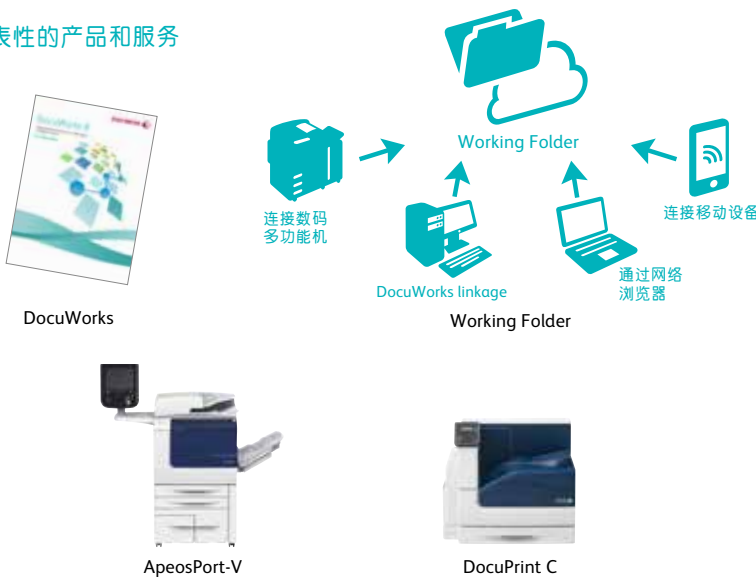 表性的产品和服务
Working Folder
连接数码
多功能机
连接移动设备
DocuWorks linkage
通过网络
浏览器
DocuWorks
Working Folder
ApeosPort-V
DocuPrint C